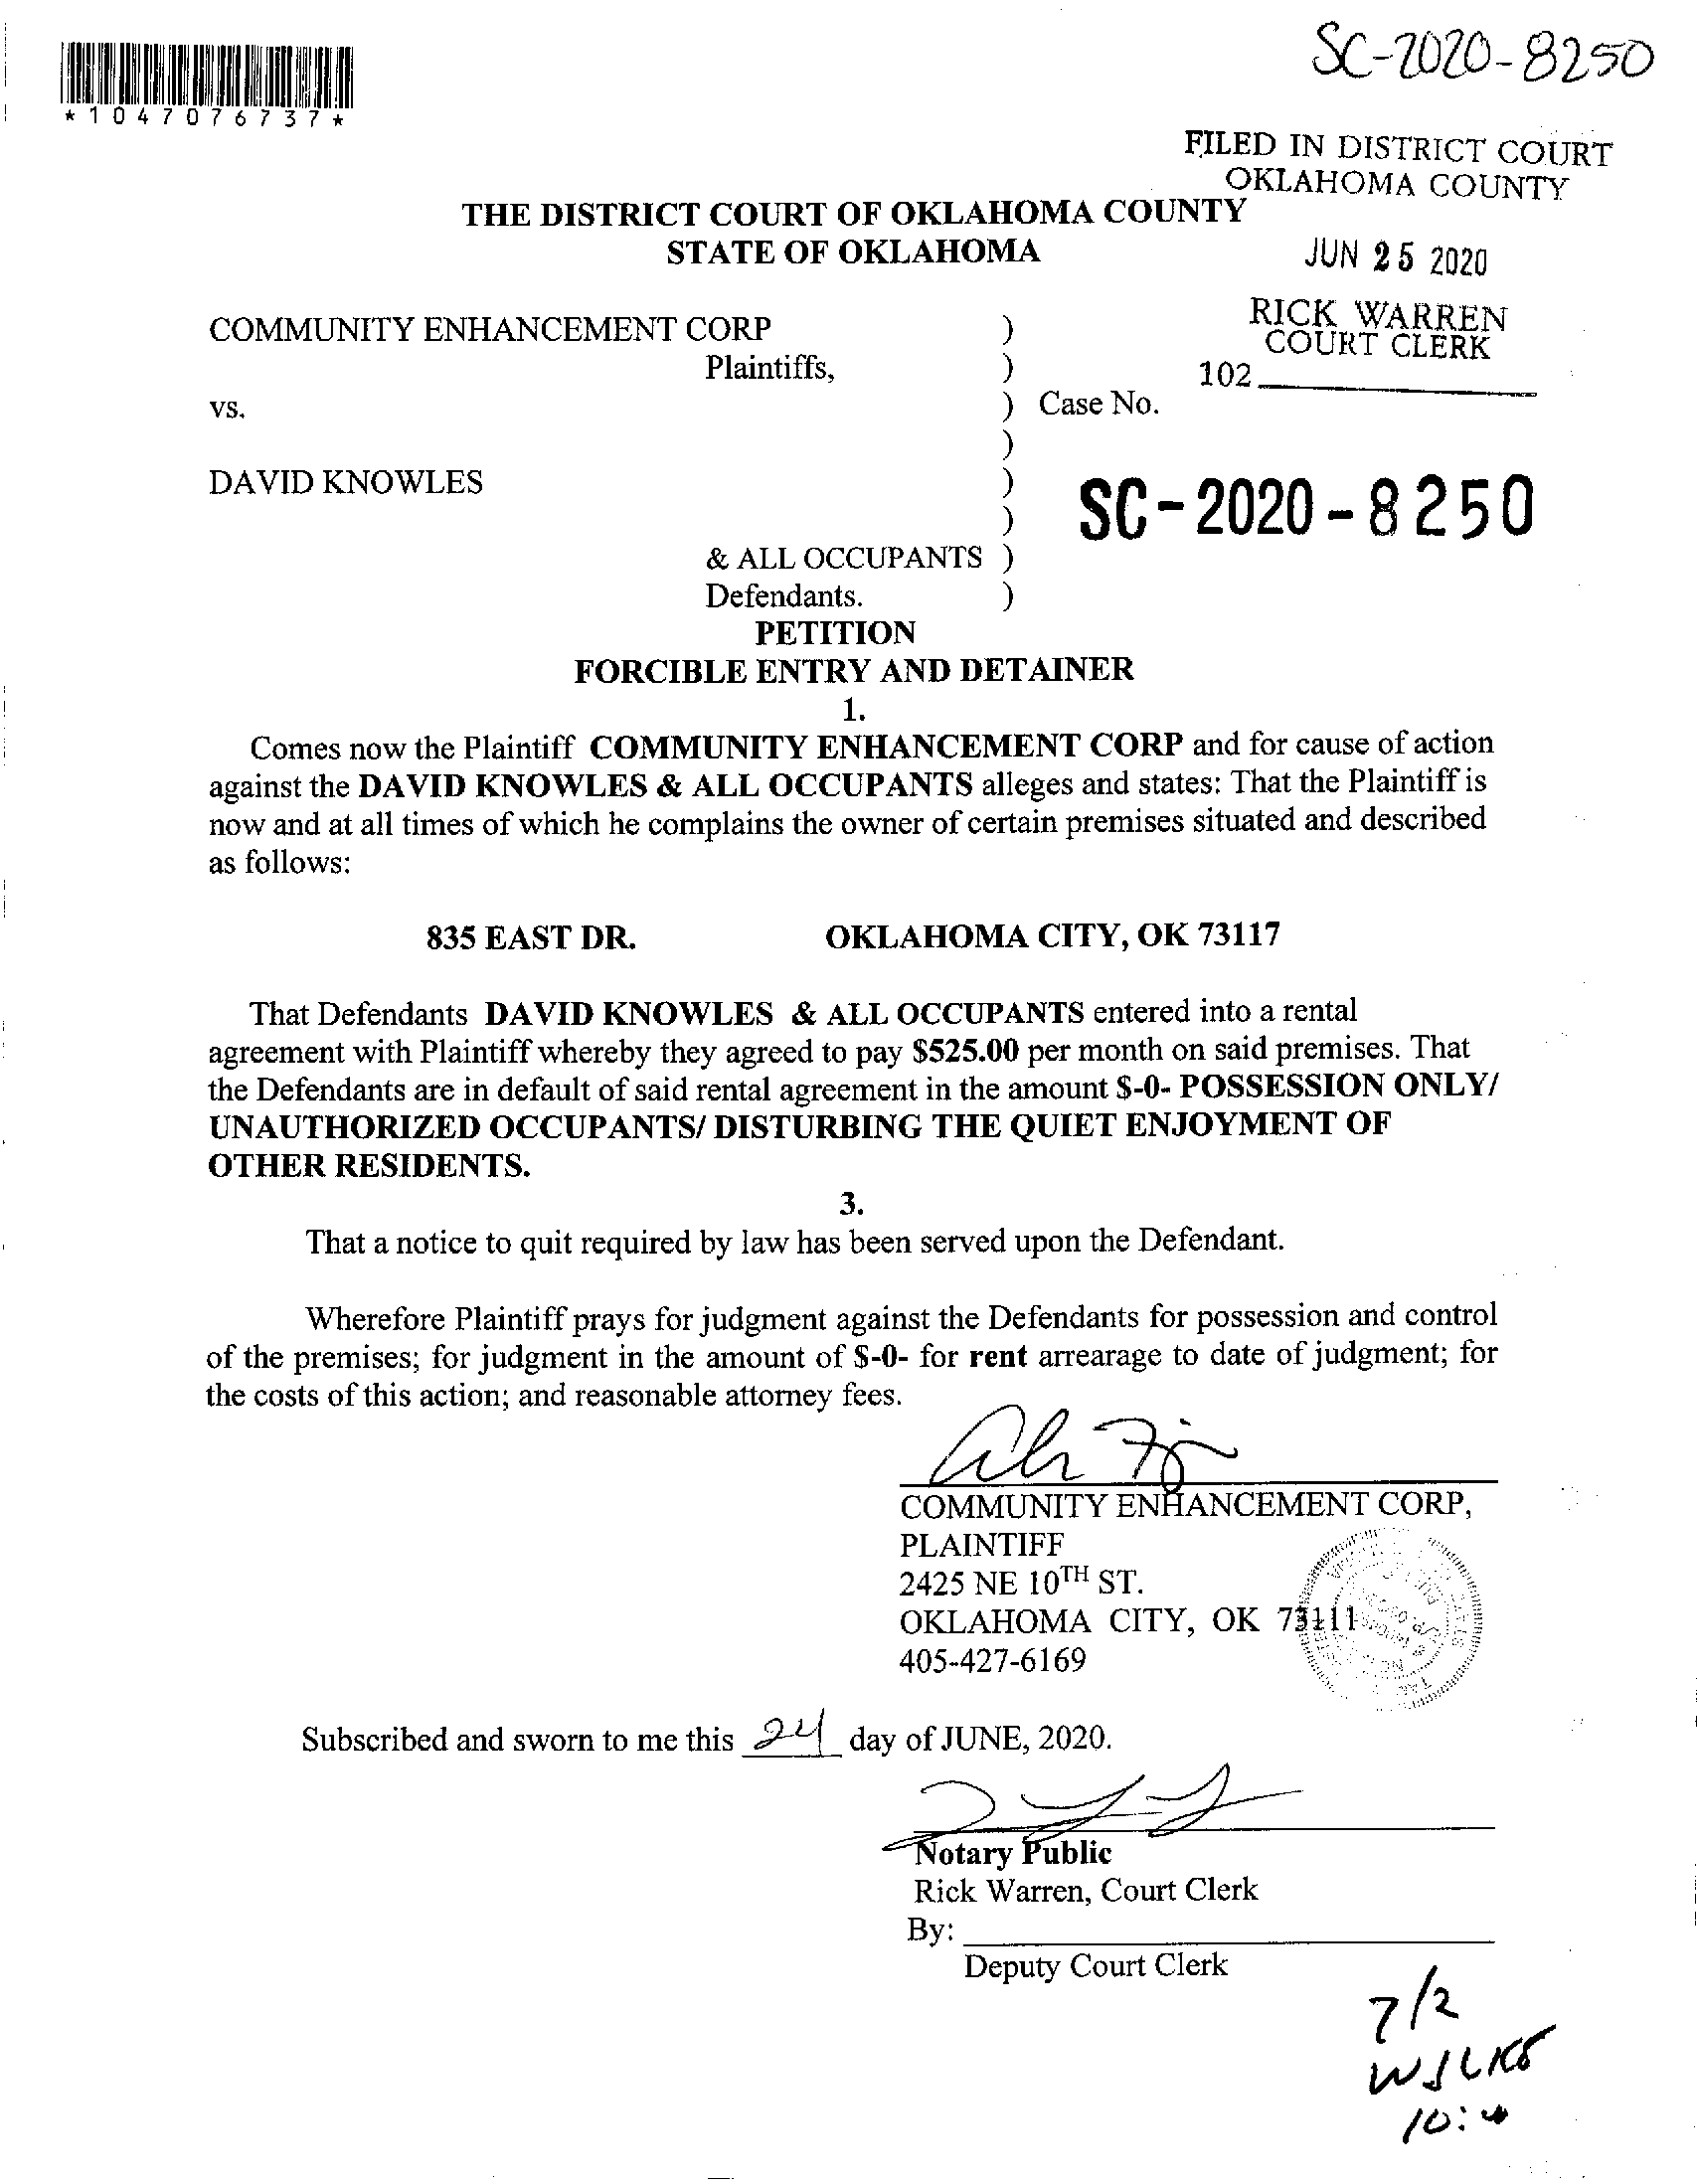 SC-2020-8250
*1047076737*
FILED IN DISTRICT COURT
OKLAHOMA COUNTY
THE DISTRICT COURT OF OKLAHOMA COUNTY
STATE OF OKLAHOMA
JUN 25 2020
RICK WARREN
COURT CLERK
102
COMMUNITY ENHANCEMENT CORP )
Plaintiffs, )
vs. ) Case No.
)
DAVID KNOWLES )
) SC-2020-8250
& ALL OCCUPANTS )
Defendants. )
PETITION
FORCIBLE ENTRY AND DETAINER
1.
Comes now the Plaintiff COMMUNITY ENHANCEMENT CORP and for cause of action
against the DAVID KNOWLES & ALL OCCUPANTS alleges and states: That the Plaintiff is
now and at all times of which he complains the owner of certain premises situated and described
as follows:
835 EAST DR. OKLAHOMA CITY, OK 73117
That Defendants DAVID KNOWLES & ALL OCCUPANTS entered into a rental
agreement with Plaintiff whereby they agreed to pay $525.00 per month on said premises. That
the Defendants are in default of said rental agreement in the amount $-0- POSSESSION ONLY/
UNAUTHORIZED OCCUPANTS/ DISTURBING THE QUIET ENJOYMENT OF
OTHER RESIDENTS.
3.
That a notice to quit required by law has been served upon the Defendant.
Wherefore Plaintiff prays for judgment against the Defendants for possession and control
of the premises; for judgment in the amount of $-0- for rent arrearage to date of judgment; for
the costs of this action; and reasonable attorney fees.
COMMUNITY ENHANCEMENT CORP,
PLAINTIFF
2425 NE 10TH ST.
OKLAHOMA CITY, OK 73111
405-427-6169
Subscribed and sworn to me this 24 day of JUNE, 2020.
Notary Public
Rick Warren, Court Clerk
By:
Deputy Court Clerk
7/2